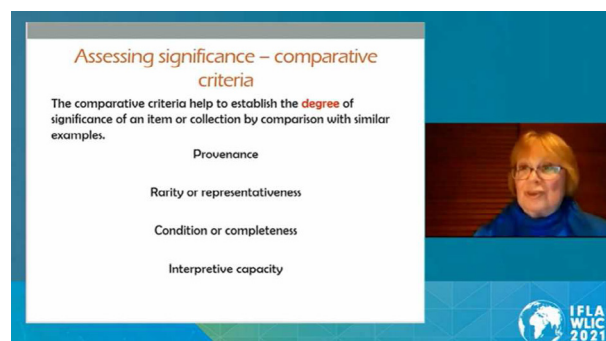 Assessing significance – comparative
criteria
The comparative criteria help to establish the degree of
significance of an item or collection by comparison with similar
examples.
Provenance
Rarity or representativeness
Condition or completeness
Interpretive capacity
IFLA
WLIC
2021